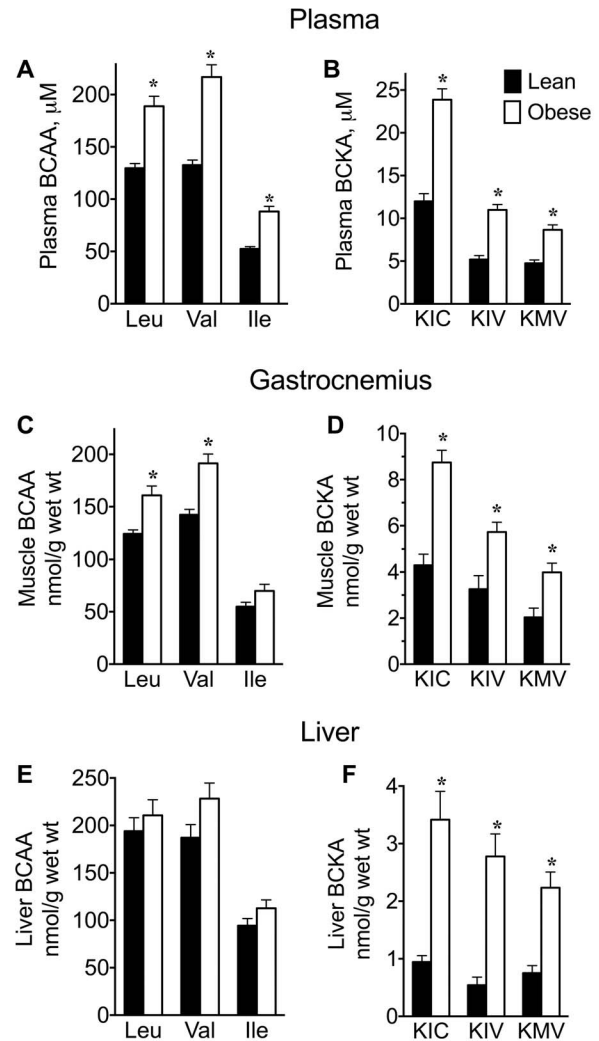 Plasma
A
Plasma BCAA, μM
200
150
100
50
0
* * *
Leu Val Ile
B
Plasma BCKA, μM
25
20
15
10
5
0
* * *
KIC KIV KMV
Lean
Obese
Gastrocnemius
C
Muscle BCAA
nmol/g wet wt
200
150
100
50
0
* *
Leu Val Ile
D
Muscle BCKA
nmol/g wet wt
10
8
6
4
2
0
* * *
KIC KIV KMV
Liver
E
Liver BCAA
nmol/g wet wt
250
200
150
100
50
0
Leu Val Ile
F
Liver BCKA
nmol/g wet wt
4
3
2
1
0
* * *
KIC KIV KMV